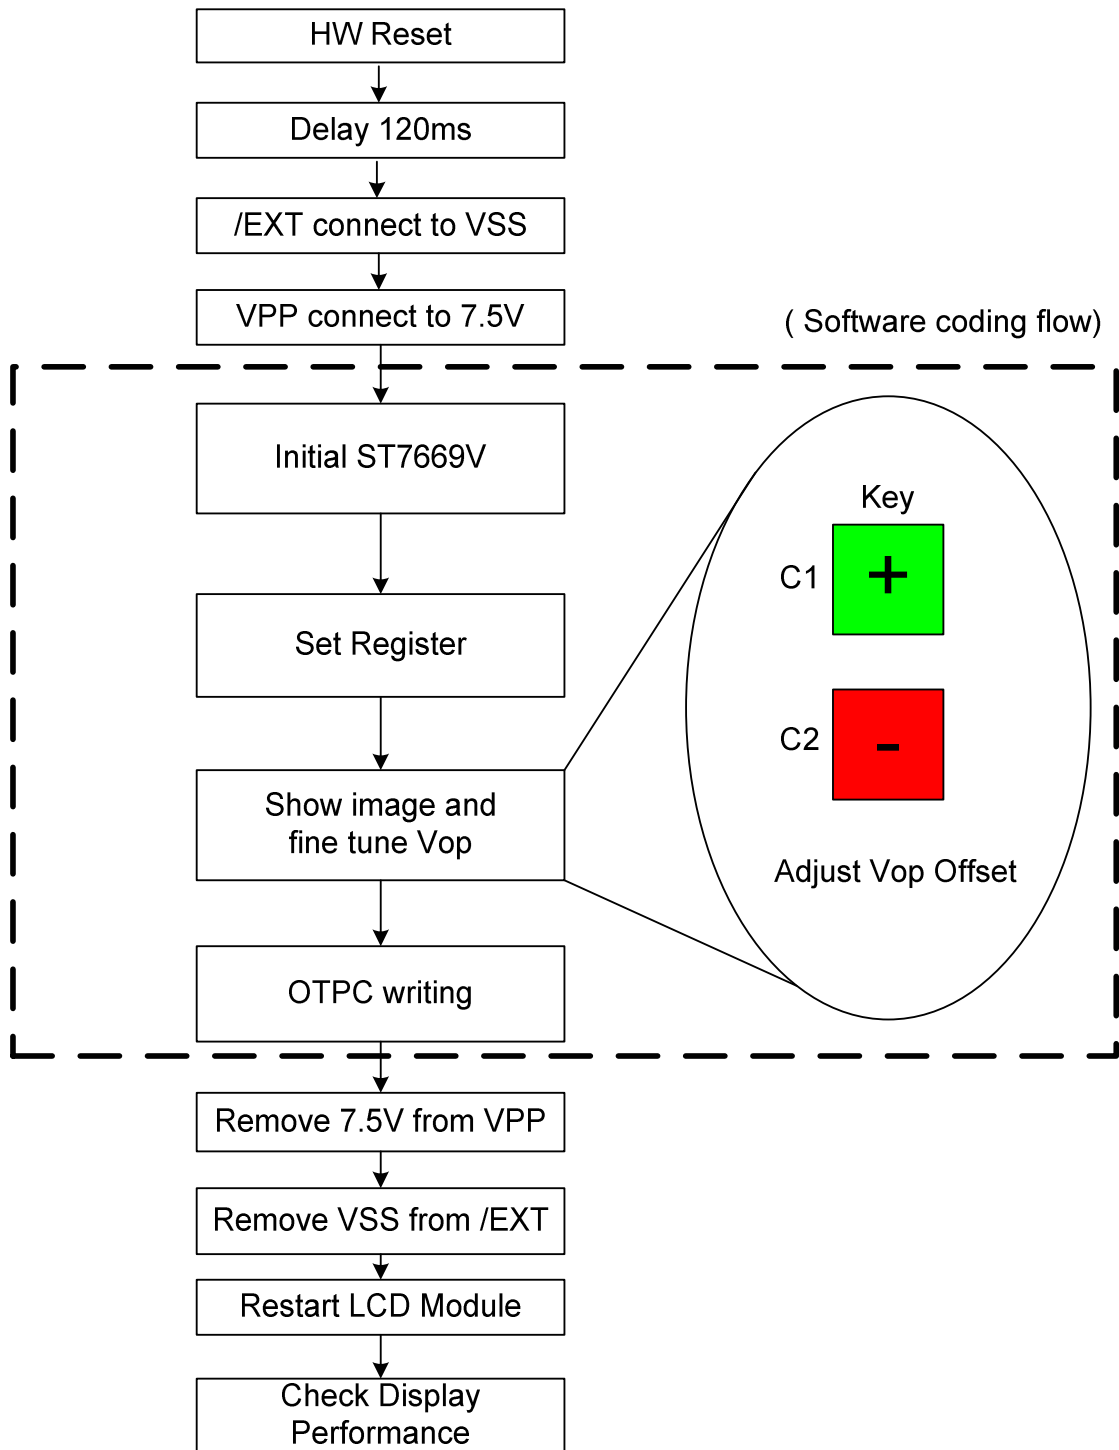 HW Reset
Delay 120ms
/EXT connect to VSS
VPP connect to 7.5V
( Software coding flow)
Initial ST7669V
Set Register
Show image and
fine tune Vop
Key
C1
+
C2
-
Adjust Vop Offset
OTPC writing
Remove 7.5V from VPP
Remove VSS from /EXT
Restart LCD Module
Check Display
Performance